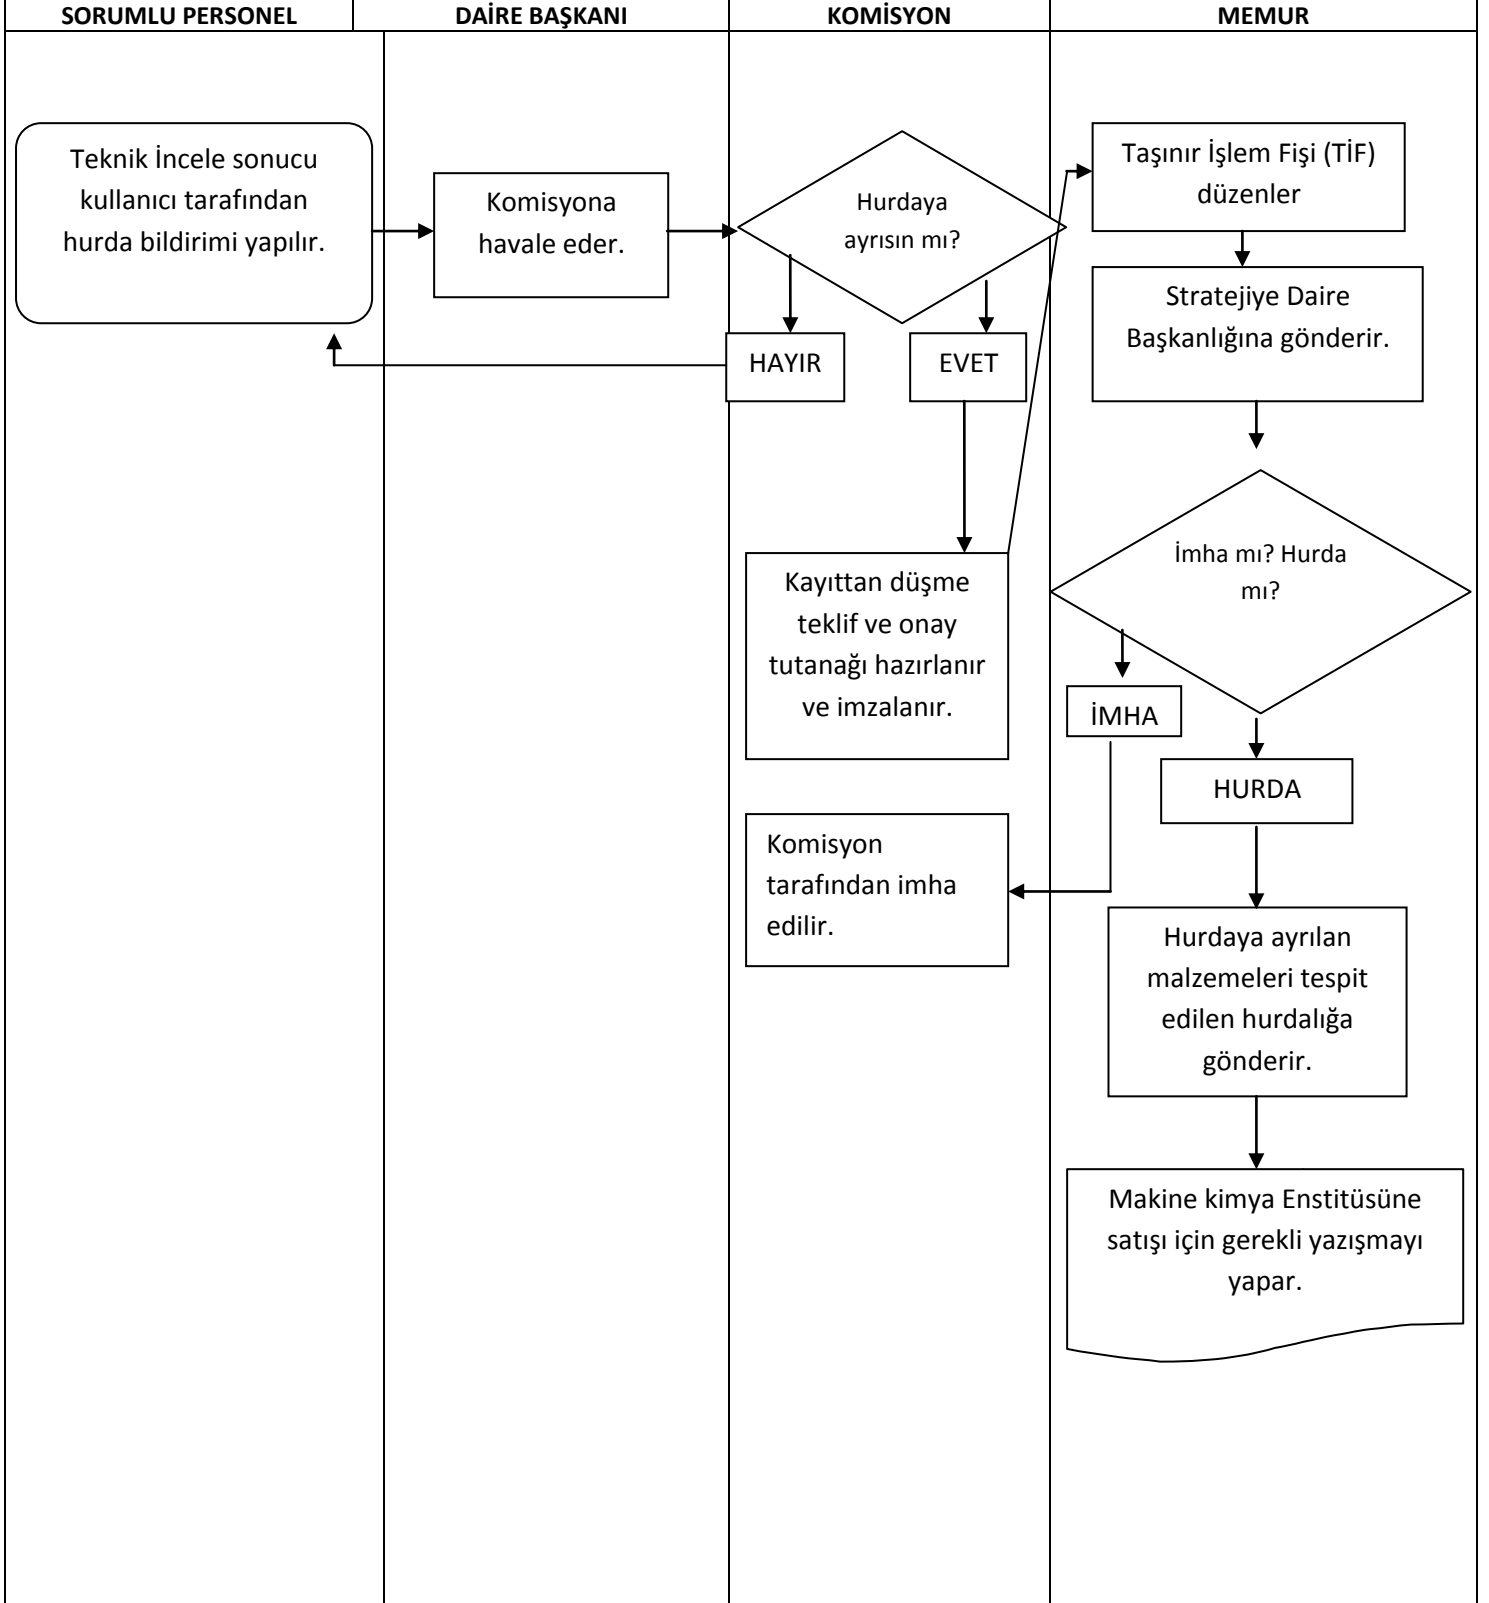 SORUMLU PERSONEL
DAİRE BAŞKANI
KOMİSYON
MEMUR
Teknik İncele sonucu
kullanıcı tarafından
hurda bildirimi yapılır.
Komisyona
havale eder.
Hurdaya
ayrısın mı?
HAYIR
EVET
Kayıttan düşme
teklif ve onay
tutanağı hazırlanır
ve imzalanır.
Taşınır İşlem Fişi (TİF)
düzenler
Stratejiye Daire
Başkanlığına gönderir.
İmha mı? Hurda
mı?
İMHA
HURDA
Komisyon
tarafından imha
edilir.
Hurdaya ayrılan
malzemeleri tespit
edilen hurdalığa
gönderir.
Makine kimya Enstitüsüne
satışı için gerekli yazışmayı
yapar.